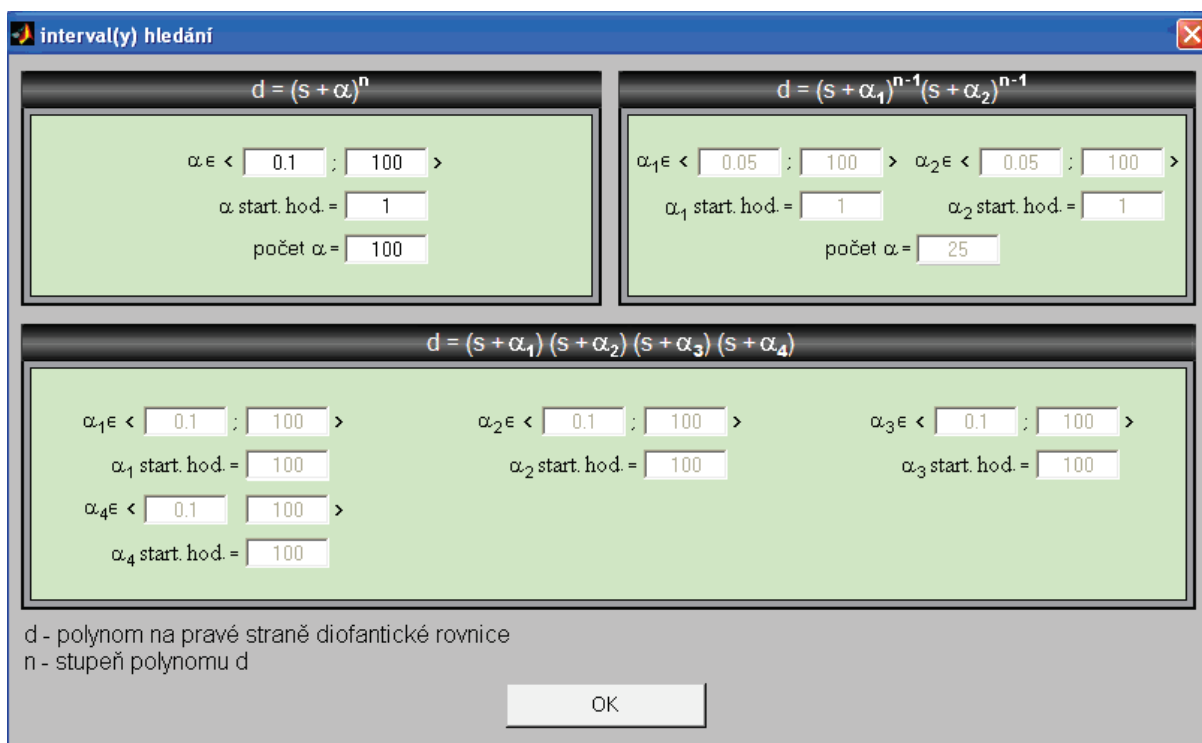 interval(y) hledání
d = (s + α)ⁿ
α ∈ < 0.1 ; 100 >
α start. hod. = 1
počet α = 100
d = (s + α₁)ⁿ⁻¹(s + α₂)ⁿ⁻¹
α₁∈ < 0.05 ; 100 > α₂∈ < 0.05 ; 100 >
α₁ start. hod. = 1 α₂ start. hod. = 1
počet α = 25
d = (s + α₁) (s + α₂) (s + α₃) (s + α₄)
α₁∈ < 0.1 ; 100 > α₂∈ < 0.1 ; 100 > α₃∈ < 0.1 ; 100 >
α₁ start. hod. = 100 α₂ start. hod. = 100 α₃ start. hod. = 100
α₄∈ < 0.1 100 >
α₄ start. hod. = 100
d - polynom na pravé straně diofantické rovnice
n - stupeň polynomu d
OK